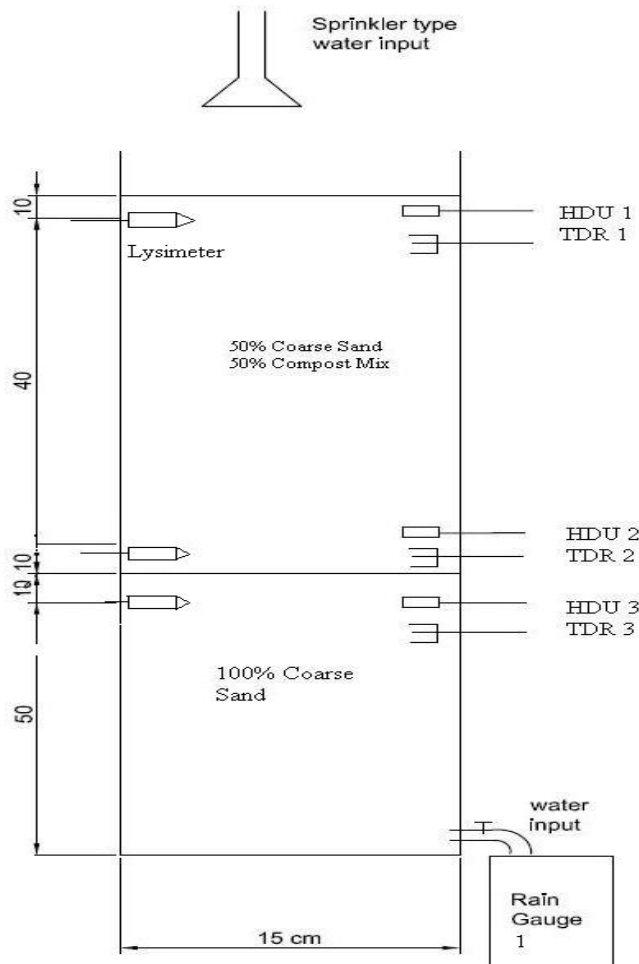 Sprinkler type
water input
10
HDU 1
TDR 1
Lysimeter
50% Coarse Sand
50% Compost Mix
40
HDU 2
10
TDR 2
10
HDU 3
TDR 3
100% Coarse
Sand
50
water
input
Rain
Gauge
1
15 cm